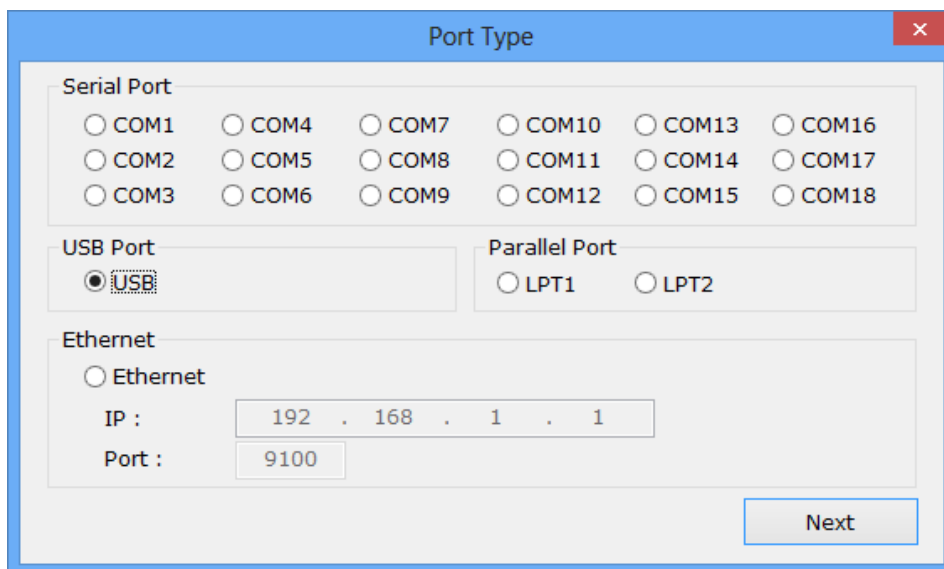 Port Type
Serial Port
COM1 COM4 COM7 COM10 COM13 COM16
COM2 COM5 COM8 COM11 COM14 COM17
COM3 COM6 COM9 COM12 COM15 COM18
USB Port
USB
Parallel Port
LPT1 LPT2
Ethernet
Ethernet
IP : 192 . 168 . 1 . 1
Port : 9100
Next